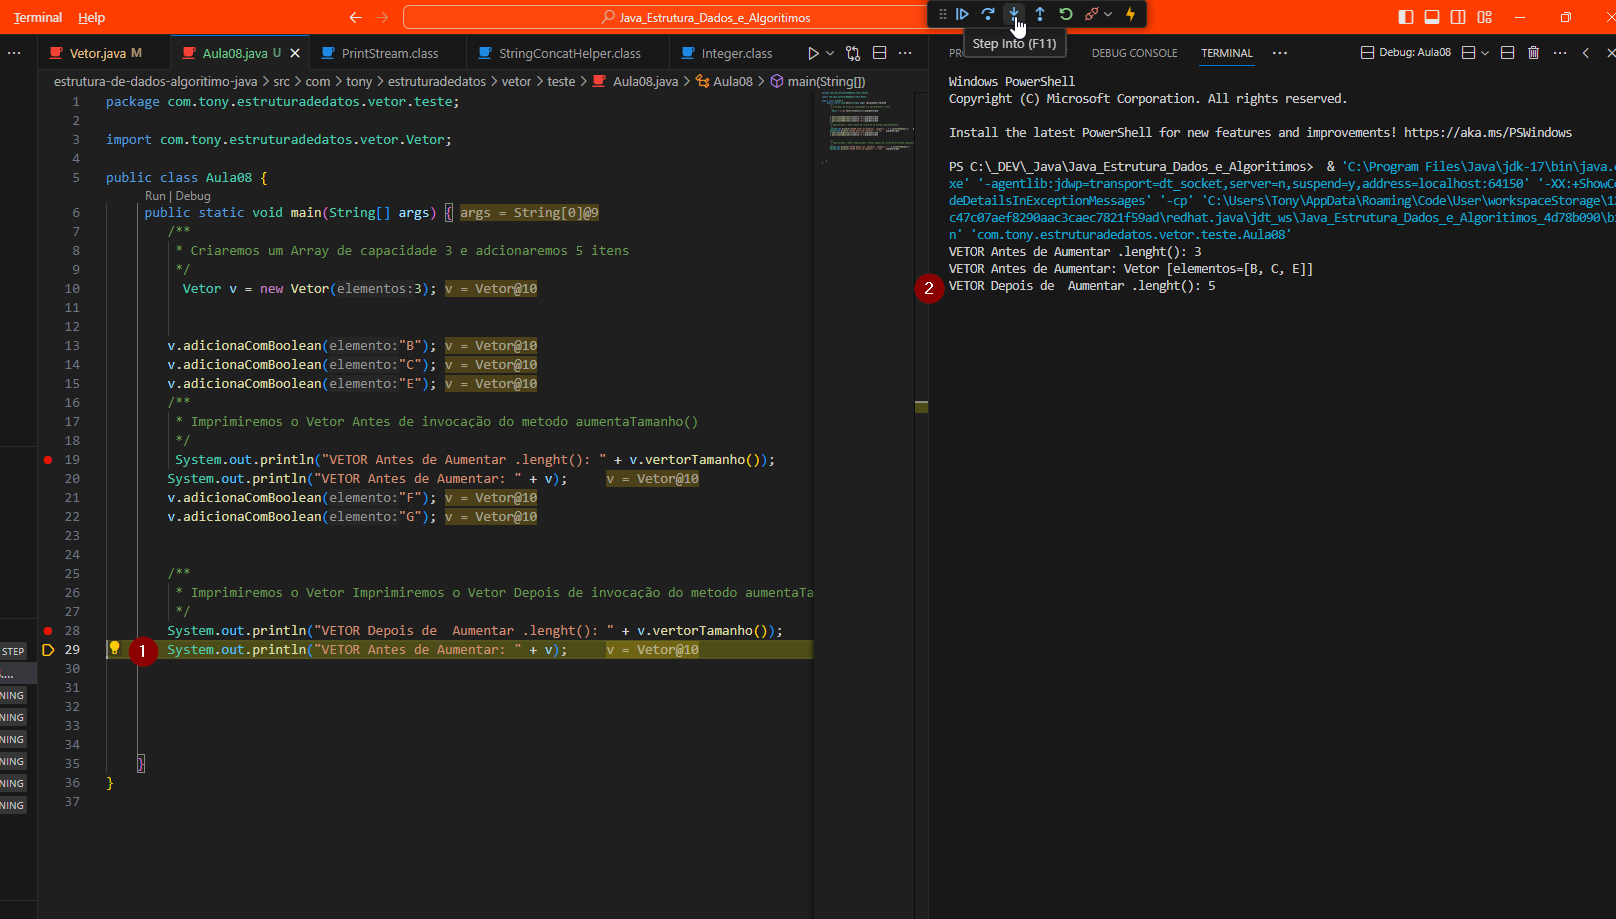 Terminal Help
Java_Estrutura_Dados_e_Algoritimos
Step Into (F11)
Vetor.java M
Aula08.java U
PrintStream.class
StringConcatHelper.class
Integer.class
DEBUG CONSOLE
TERMINAL
Debug: Aula08
estrutura-de-dados-algoritimo-java > src > com > tony > estruturadedatos > vetor > teste > Aula08.java > Aula08 > main(String[])
1 package com.tony.estruturadedatos.vetor.teste;
2
3 import com.tony.estruturadedatos.vetor.Vetor;
4
5 public class Aula08 {
Run | Debug
6 public static void main(String[] args) { args = String[0]@9
7 /**
8 * Criaremos um Array de capacidade 3 e adcionaremos 5 itens
9 */
10 Vetor v = new Vetor(elementos:3); v = Vetor@10
11
12
13 v.adicionaComBoolean(elemento:"B"); v = Vetor@10
14 v.adicionaComBoolean(elemento:"C"); v = Vetor@10
15 v.adicionaComBoolean(elemento:"E"); v = Vetor@10
16 /**
17 * Imprimiremos o Vetor Antes de invocação do metodo aumentaTamanho()
18 */
19 System.out.println("VETOR Antes de Aumentar .lenght(): " + v.vertorTamanho());
20 System.out.println("VETOR Antes de Aumentar: " + v); v = Vetor@10
21 v.adicionaComBoolean(elemento:"F"); v = Vetor@10
22 v.adicionaComBoolean(elemento:"G"); v = Vetor@10
23
24
25 /**
26 * Imprimiremos o Vetor Imprimiremos o Vetor Depois de invocação do metodo aumentaTa
27 */
28 System.out.println("VETOR Depois de  Aumentar .lenght(): " + v.vertorTamanho());
29 1 System.out.println("VETOR Antes de Aumentar: " + v); v = Vetor@10
30
31
32
33
34
35 }
36 }
37
STEP
NING
NING
NING
NING
NING
NING
Windows PowerShell
Copyright (C) Microsoft Corporation. All rights reserved.
Install the latest PowerShell for new features and improvements! https://aka.ms/PSWindows
PS C:\_DEV\_Java\Java_Estrutura_Dados_e_Algoritimos>  & 'C:\Program Files\Java\jdk-17\bin\java.e
xe' '-agentlib:jdwp=transport=dt_socket,server=n,suspend=y,address=localhost:64150' '-XX:+ShowCo
deDetailsInExceptionMessages' '-cp' 'C:\Users\Tony\AppData\Roaming\Code\User\workspaceStorage\12
c47c07aef8290aac3caec7821f59ad\redhat.java\jdt_ws\Java_Estrutura_Dados_e_Algoritimos_4d78b090\bi
n' 'com.tony.estruturadedatos.vetor.teste.Aula08'
VETOR Antes de Aumentar .lenght(): 3
VETOR Antes de Aumentar: Vetor [elementos=[B, C, E]]
2 VETOR Depois de  Aumentar .lenght(): 5